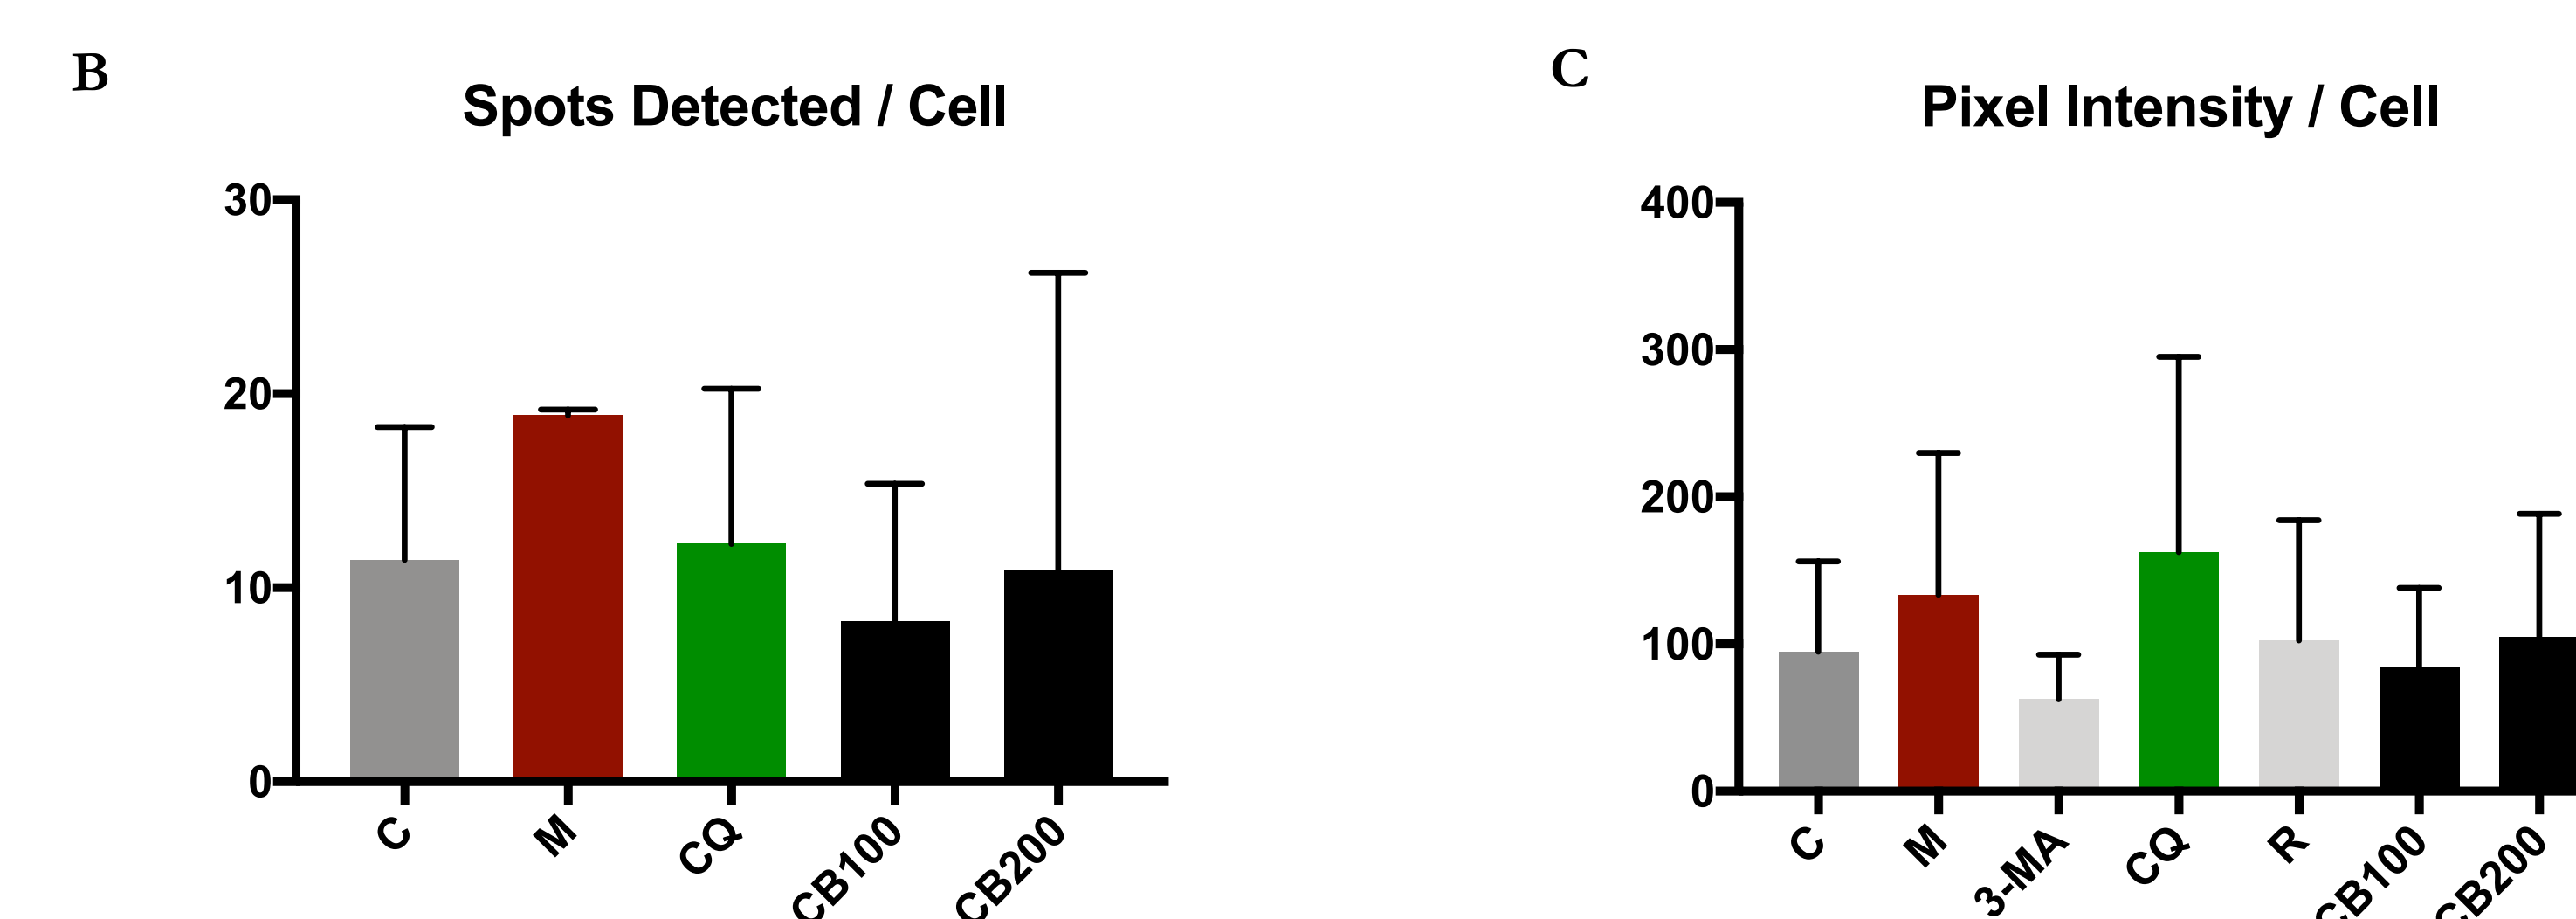 B
Spots Detected / Cell
30
20
10
0
C
M
CQ
CB100
CB200
C
Pixel Intensity / Cell
400
300
200
100
0
C
M
3-MA
CQ
R
CB100
CB200